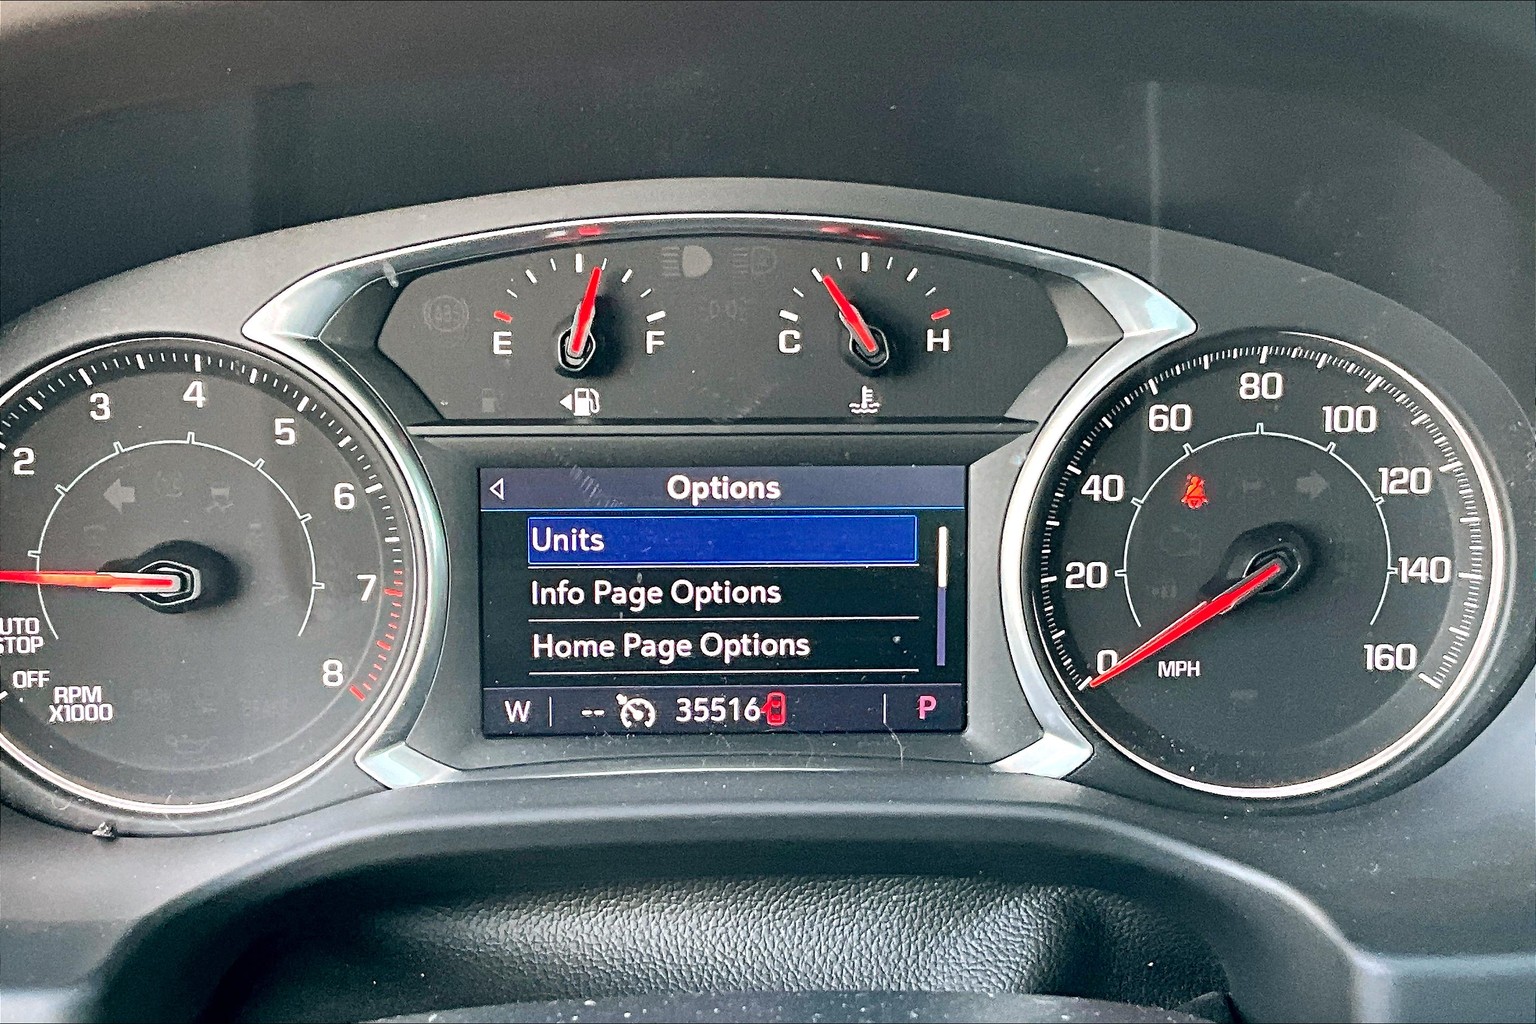 E F
C H
2 3 4 5 6 7 8
UTO
STOP
OFF
RPM
X1000
Options
Units
Info Page Options
Home Page Options
W -- 35516 P
0 20 40 60 80 100 120 140 160
MPH